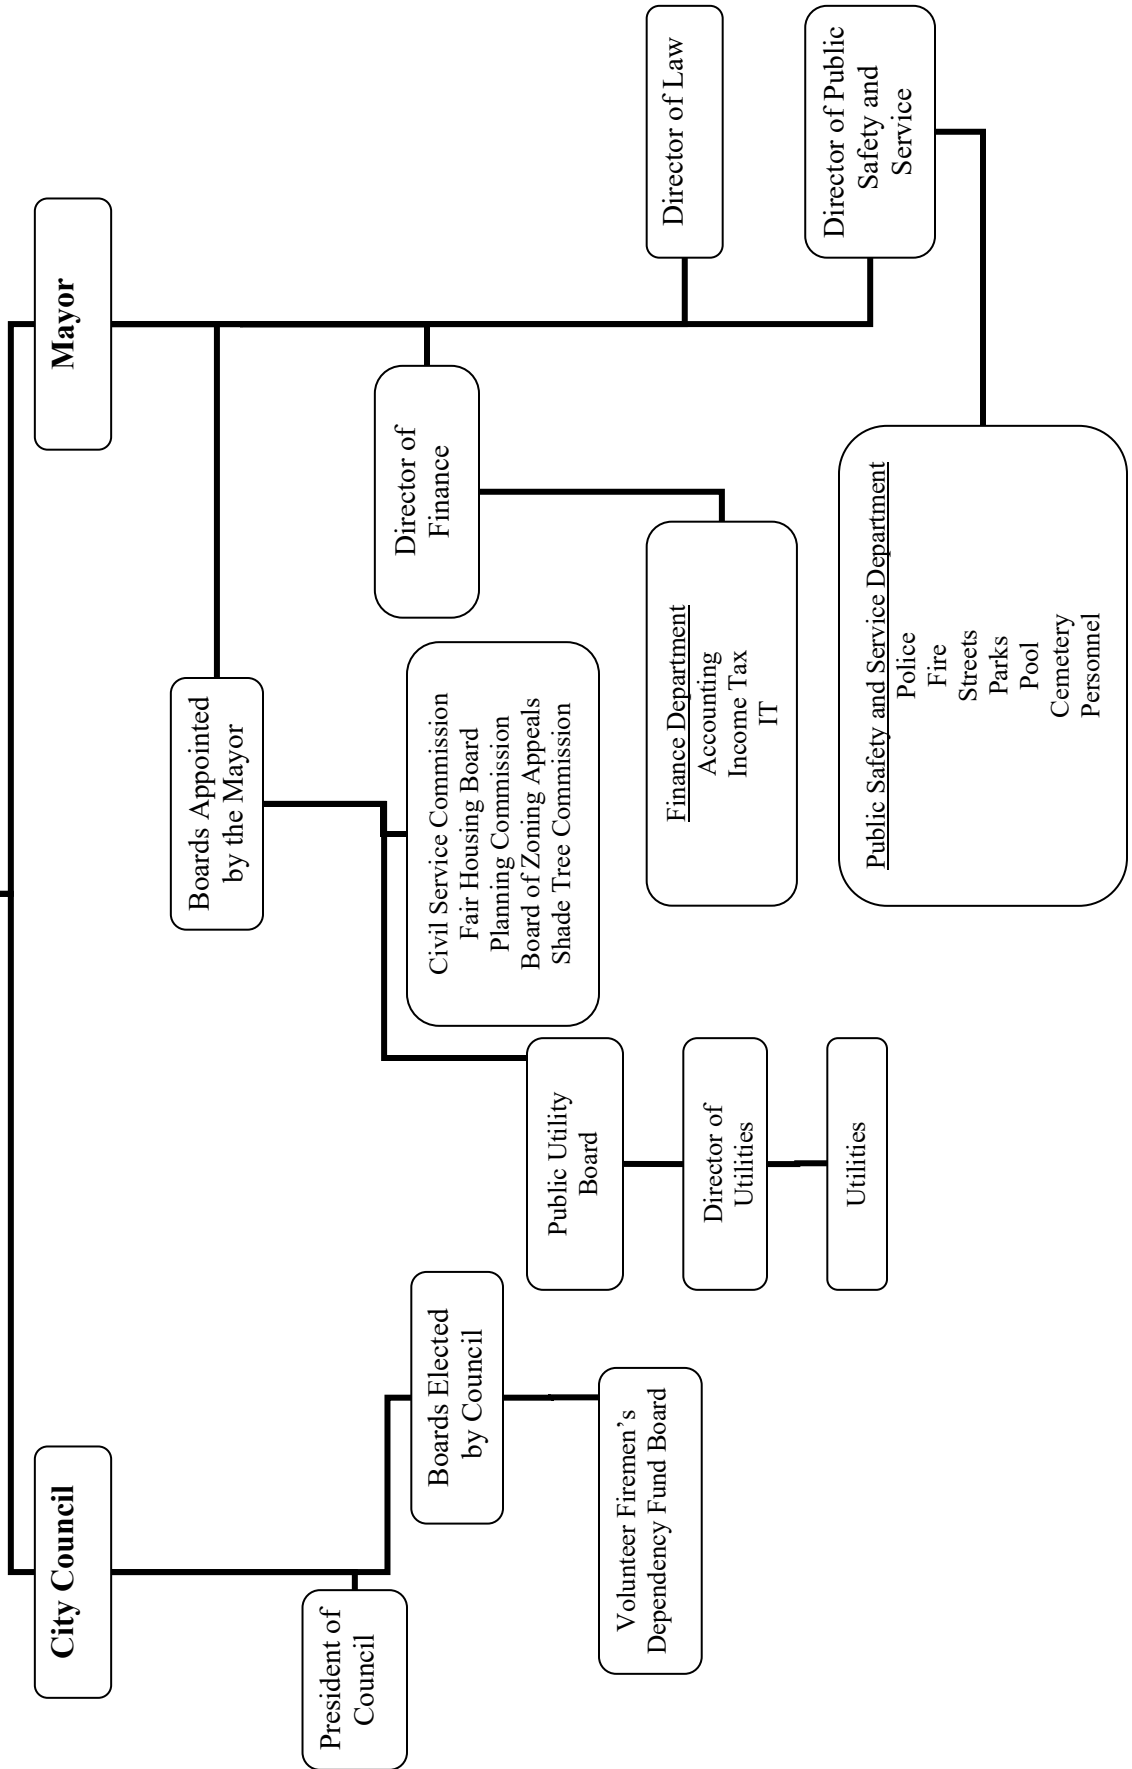 City Council
Mayor
President of
Council
Boards Elected
by Council
Volunteer Firemen’s
Dependency Fund Board
Boards Appointed
by the Mayor
Public Utility
Board
Director of
Utilities
Utilities
Civil Service Commission
Fair Housing Board
Planning Commission
Board of Zoning Appeals
Shade Tree Commission
Director of
Finance
Finance Department
Accounting
Income Tax
IT
Director of Law
Director of Public
Safety and
Service
Public Safety and Service Department
Police
Fire
Streets
Parks
Pool
Cemetery
Personnel